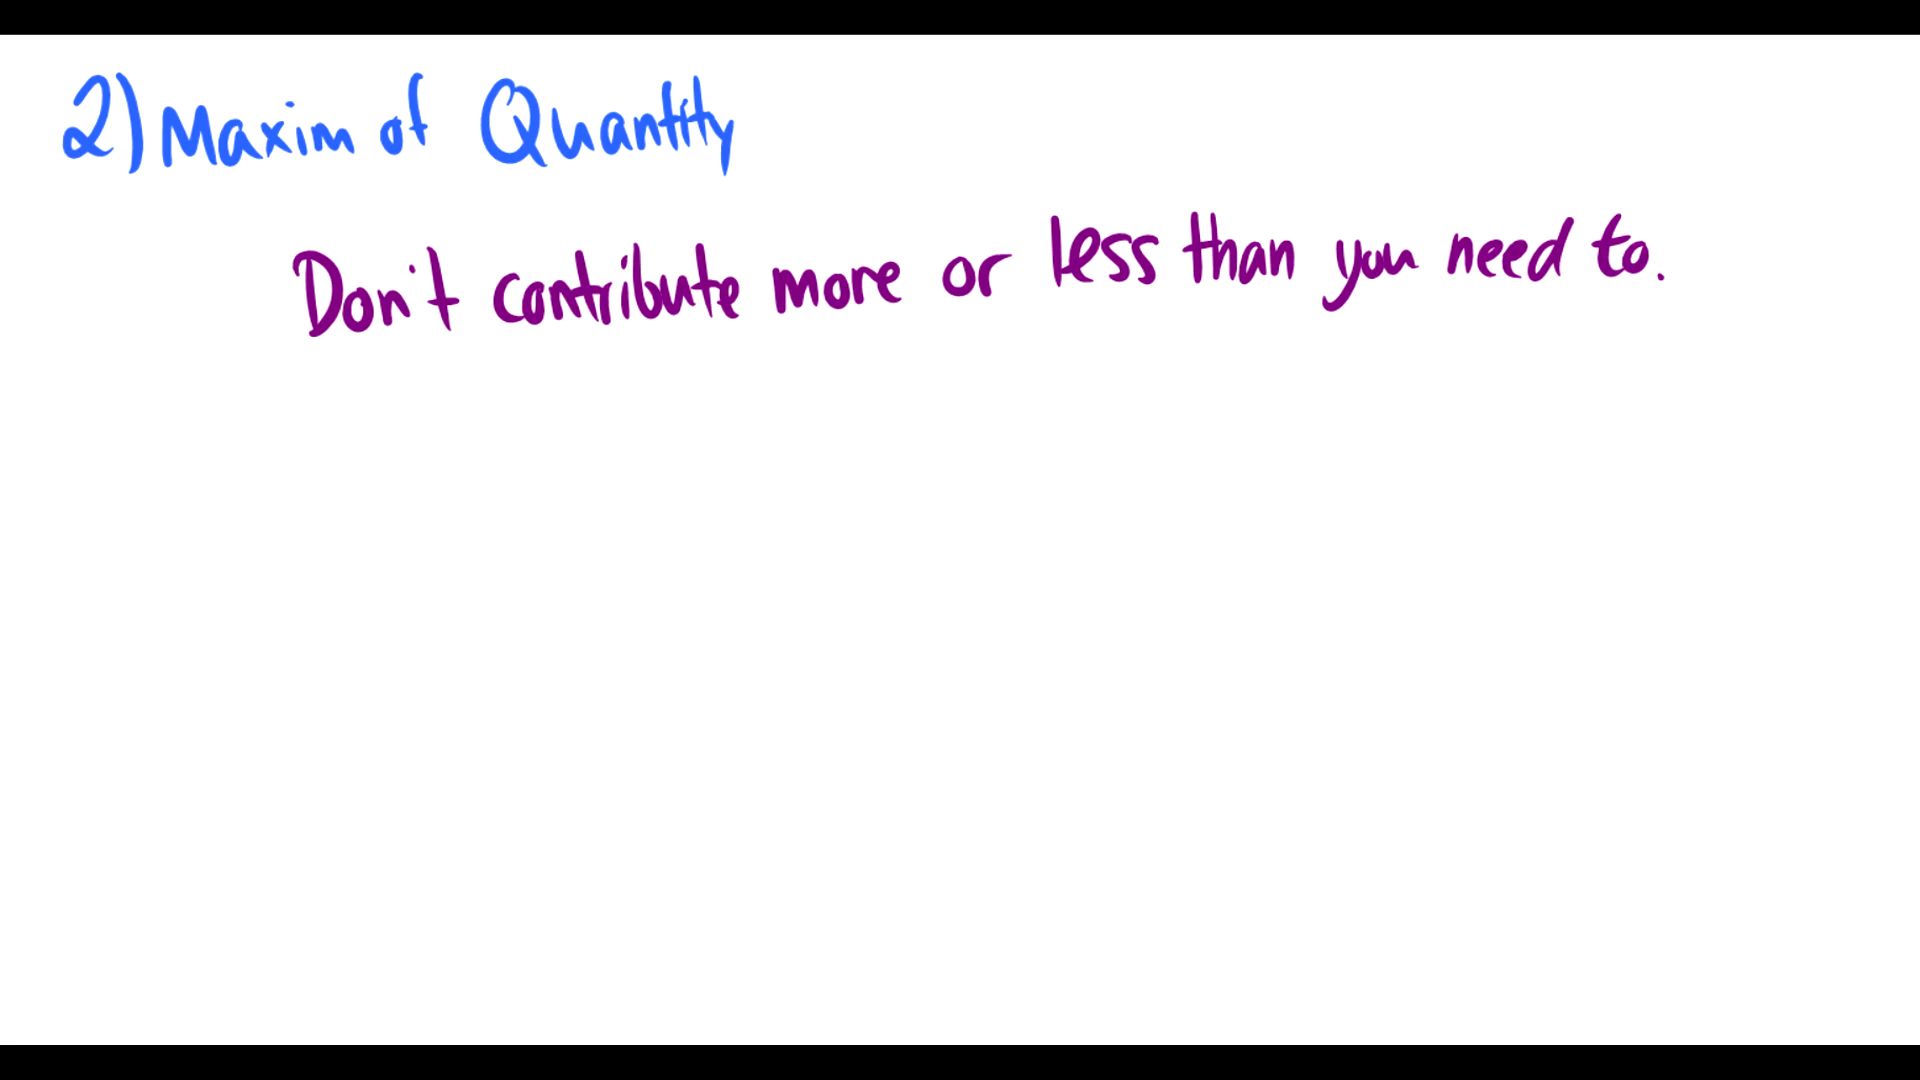 2) Maxim of Quantity
Don't contribute more or less than you need to.